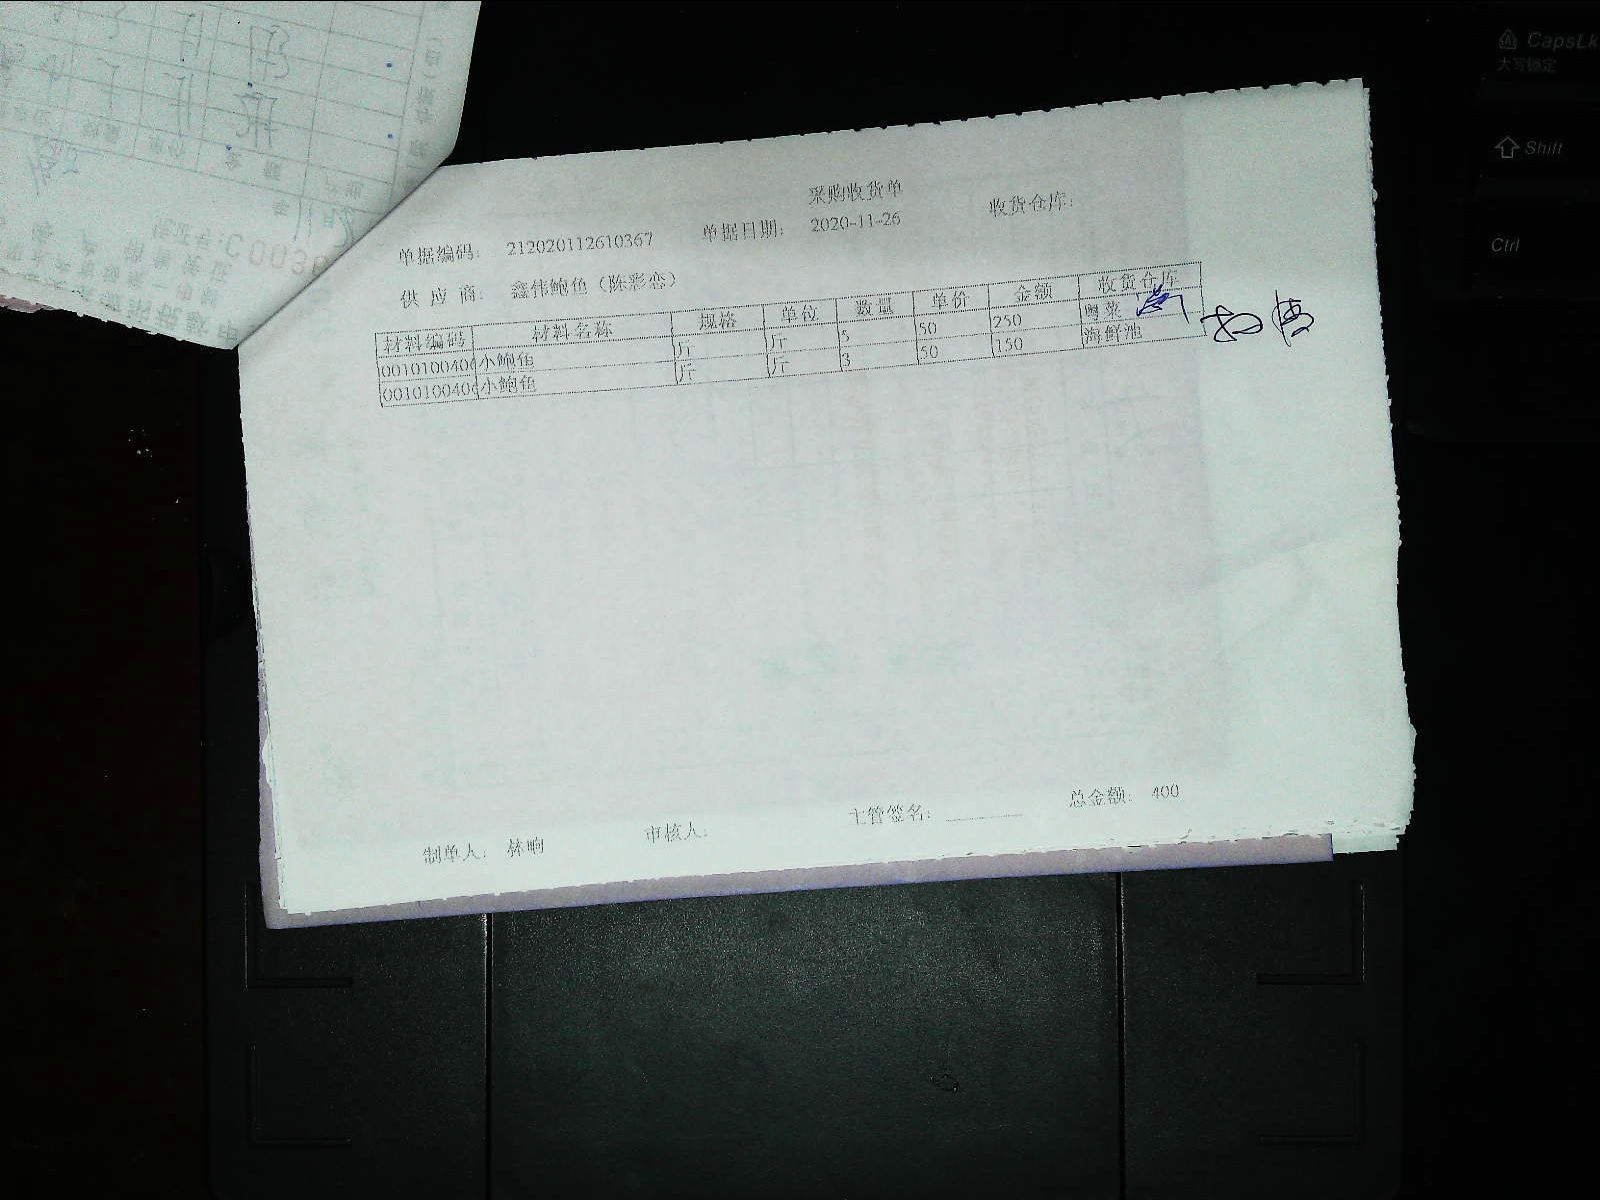 采购收货单
单据编码: 212020112610367 单据日期: 2020-11-26 收货仓库:
供 应 商: 鑫伟鲍鱼（陈彩恋）
材料编码 材料名称 规格 单位 数量 单价 金额 收货仓库
0010100406 小鲍鱼 斤 斤 5 50 250 粤菜
0010100406 小鲍鱼 斤 斤 3 50 150 海鲜池
制单人: 林响 审核人: 主管签名: 总金额: 400
CapsLk
大写锁定
Shift
Ctrl